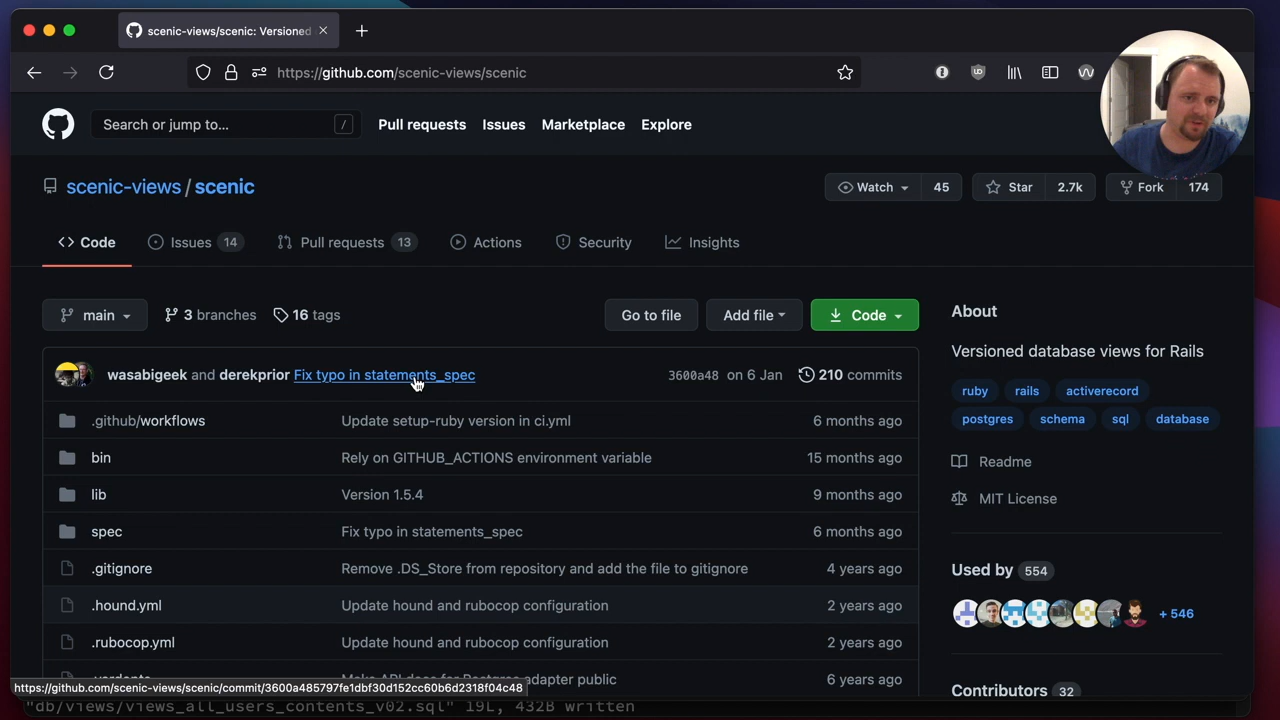 scenic-views/scenic: Versioned
https://github.com/scenic-views/scenic
Search or jump to... /
Pull requests
Issues
Marketplace
Explore
scenic-views / scenic
Watch 45
Star 2.7k
Fork 174
Code
Issues 14
Pull requests 13
Actions
Security
Insights
main
3 branches
16 tags
Go to file
Add file
Code
wasabigeek and derekprior Fix typo in statements_spec 3600a48 on 6 Jan 210 commits
.github/workflows Update setup-ruby version in ci.yml 6 months ago
bin Rely on GITHUB_ACTIONS environment variable 15 months ago
lib Version 1.5.4 9 months ago
spec Fix typo in statements_spec 6 months ago
.gitignore Remove .DS_Store from repository and add the file to gitignore 4 years ago
.hound.yml Update hound and rubocop configuration 2 years ago
.rubocop.yml Update hound and rubocop configuration 2 years ago
adapter public 6 years ago
About
Versioned database views for Rails
ruby rails activerecord
postgres schema sql database
Readme
MIT License
Used by 554
+ 546
Contributors 32
https://github.com/scenic-views/scenic/commit/3600a485797fe1dbf30d152cc60b6d2318f04c48
"db/views/views_all_users_contents_v02.sql" 19L, 432B written